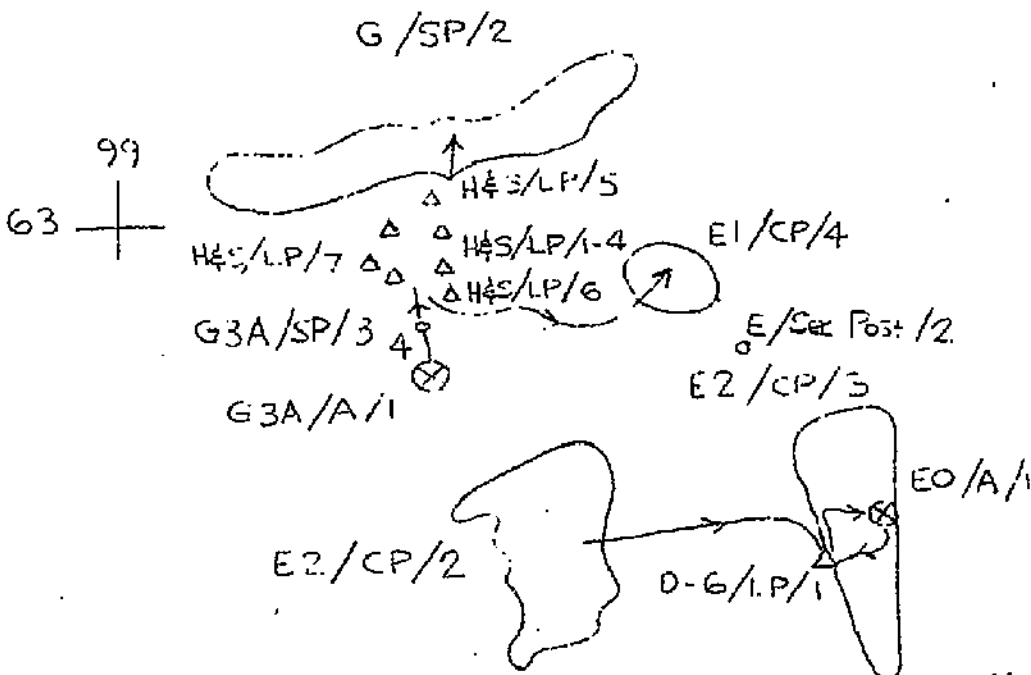 G/SP/2
99
63
H&S/LP/5
H&S/LP/7
H&S/LP/1-4
E1/CP/4
H&S/LP/6
G3A/SP/3
4
E/Sec Post/2
E2/CP/3
G3A/A/1
E0/A/1
E2/CP/2
D-6/LP/1